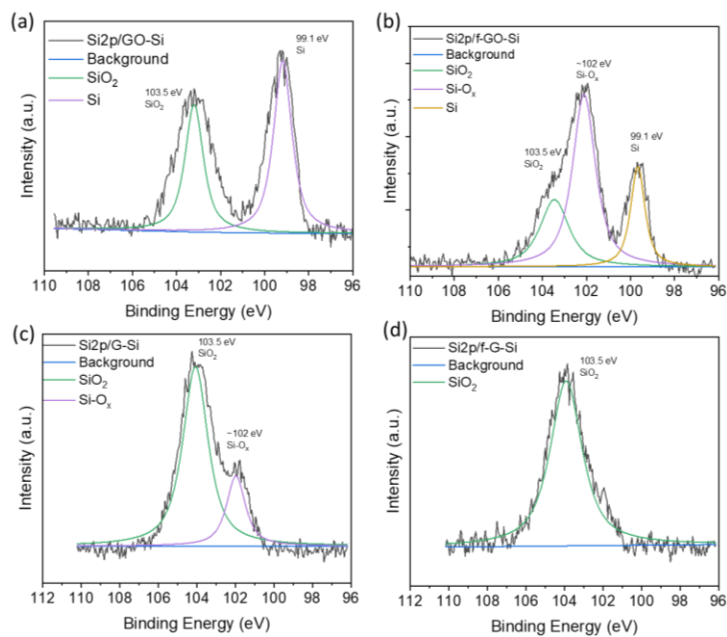 (a)
Si2p/GO-Si
Background
SiO₂
Si
103.5 eV
SiO₂
99.1 eV
Si
Intensity (a.u.)
110 108 106 104 102 100 98 96
Binding Energy (eV)
(b)
Si2p/f-GO-Si
Background
SiO₂
Si-Oₓ
Si
~102 eV
Si-Oₓ
103.5 eV
SiO₂
99.1 eV
Si
Intensity (a.u.)
110 108 106 104 102 100 98 96
Binding Energy (eV)
(c)
Si2p/G-Si
Background
SiO₂
Si-Oₓ
103.5 eV
SiO₂
~102 eV
Si-Oₓ
Intensity (a.u.)
112 110 108 106 104 102 100 98 96
Binding Energy (eV)
(d)
Si2p/f-G-Si
Background
SiO₂
103.5 eV
SiO₂
Intensity (a.u.)
112 110 108 106 104 102 100 98 96
Binding Energy (eV)